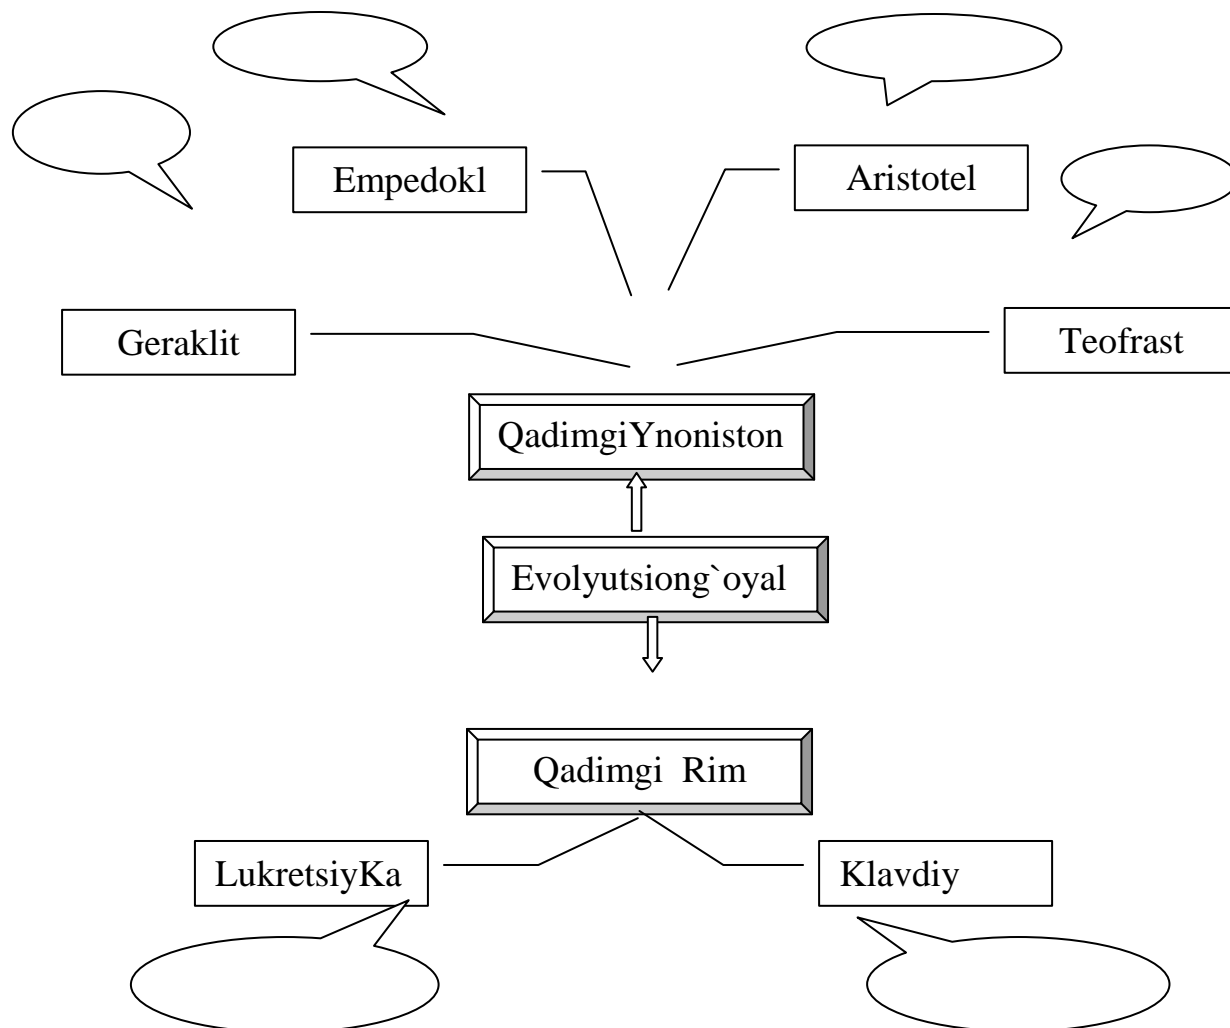 Empedokl
Aristotel
Geraklit
Teofrast
QadimgiYnoniston
Evolyutsiong`oyal
Qadimgi Rim
LukretsiyKa
Klavdiy